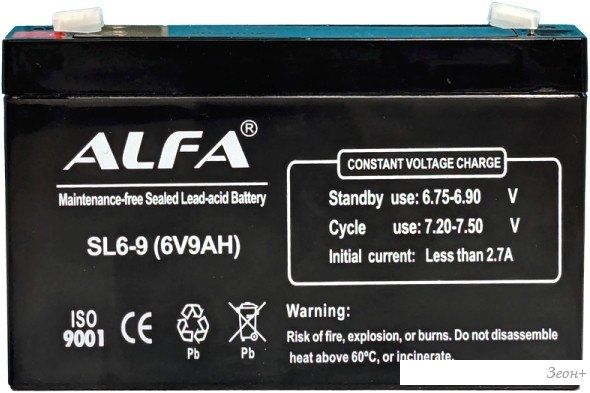 ALFA®
Maintenance-free Sealed Lead-acid Battery
SL6-9 (6V9AH)
CONSTANT VOLTAGE CHARGE
Standby use: 6.75-6.90 V
Cycle use: 7.20-7.50 V
Initial current: Less than 2.7A
ISO
9001
CE
Pb
Pb
Warning:
Risk of fire, explosion, or burns. Do not disassemble
heat above 60ºC, or incinerate.
Зеон+